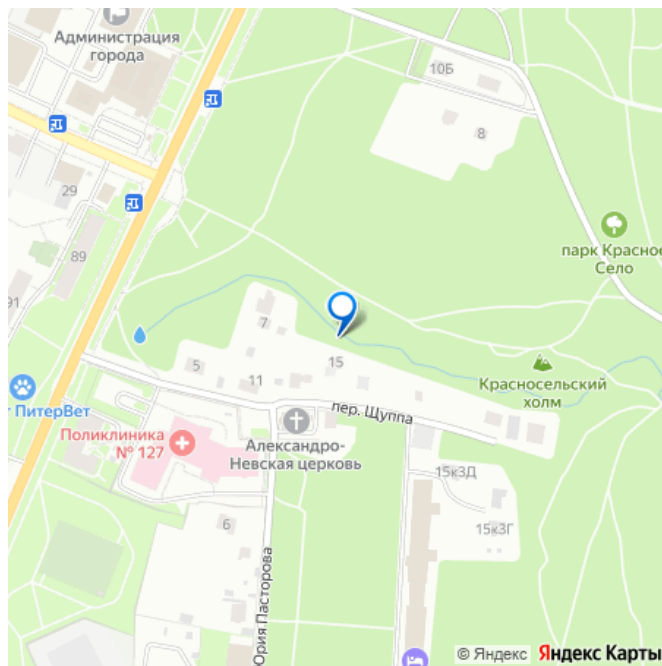 Администрация
города
10Б
8
29
парк Красное
Село
89
91
7
15
5
11
Красносельский
холм
ПитерВет
пер. Щуппа
Поликлиника
№ 127
Александро-
Невская церковь
15к3Д
15к3Г
6
Юрия Пасторова
© Яндекс Яндекс Карты